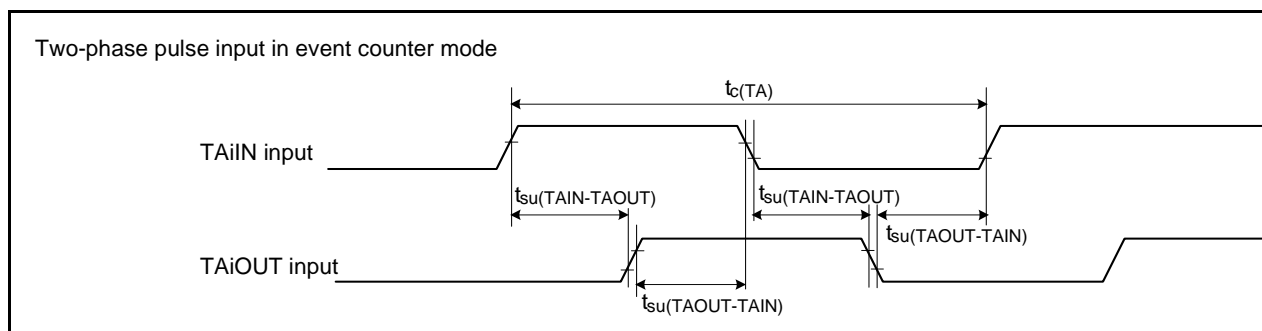 Two-phase pulse input in event counter mode
tc(TA)
TAiIN input
tsu(TAIN-TAOUT)
tsu(TAIN-TAOUT)
tsu(TAOUT-TAIN)
TAiOUT input
tsu(TAOUT-TAIN)